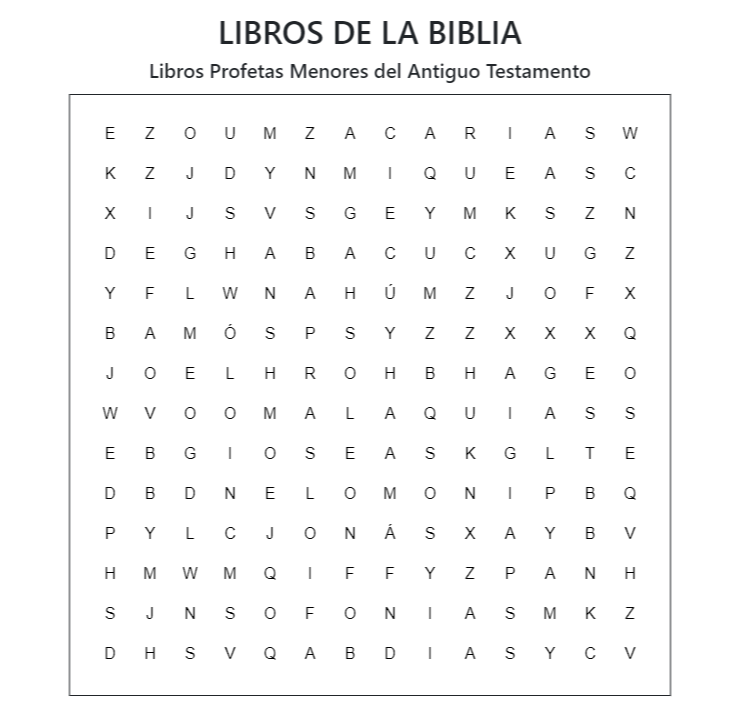 LIBROS DE LA BIBLIA
Libros Profetas Menores del Antiguo Testamento
E Z O U M Z A C A R I A S W
K Z J D Y N M I Q U E A S C
X I J S V S G E Y M K S Z N
D E G H A B A C U C X U G Z
Y F L W N A H Ú M Z J O F X
B A M Ó S P S Y Z Z X X X Q
J O E L H R O H B H A G E O
W V O O M A L A Q U I A S S
E B G I O S E A S K G L T E
D B D N E L O M O N I P B Q
P Y L C J O N Á S X A Y B V
H M W M Q I F F Y Z P A N H
S J N S O F O N I A S M K Z
D H S V Q A B D I A S Y C V